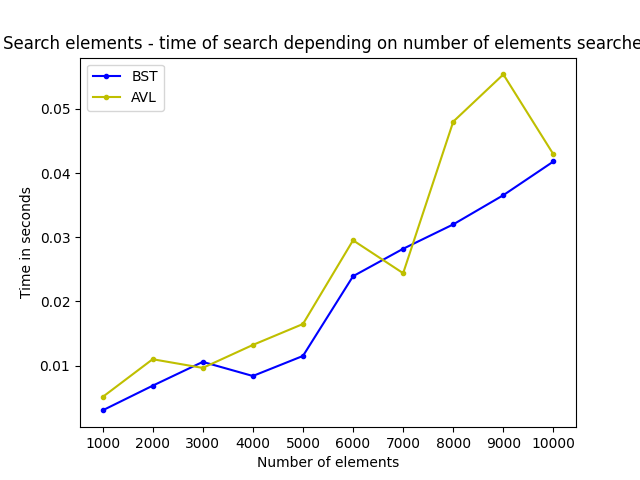 Search elements - time of search depending on number of elements searche
BST
AVL
0.05
0.04
0.03
0.02
0.01
Time in seconds
1000 2000 3000 4000 5000 6000 7000 8000 9000 10000
Number of elements